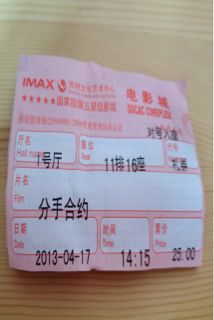 IMAX 苏州文化艺术中心 电影城
★★★★★国家挂牌五星级影城 SSCAC CINEPLEX
对号入座
厅名 座位
Hall name Seat
1号厅 11排16座
片名
Film
分手合约
日期 时间 票价
Date Time Price
2013-04-17 14:15 25.00